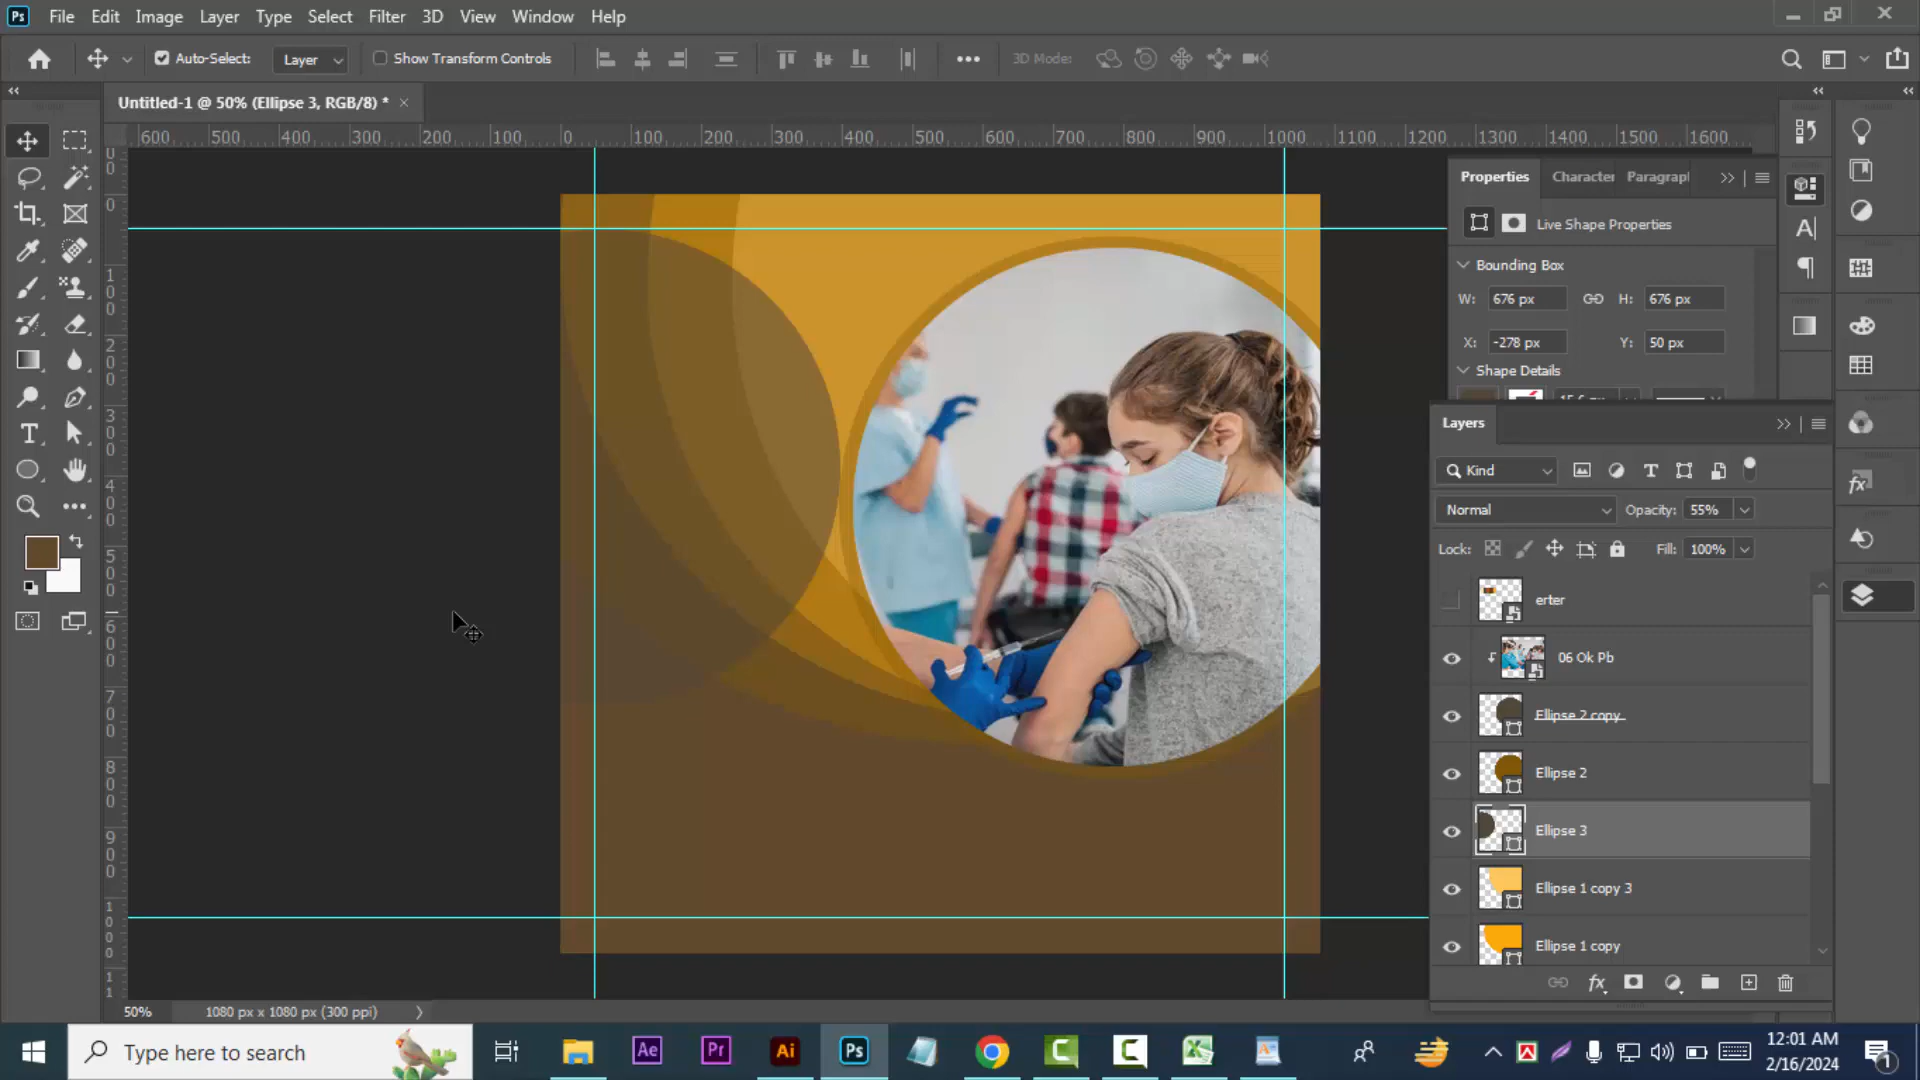 Ps File Edit Image Layer Type Select Filter 3D View Window Help
Auto-Select: Layer Show Transform Controls 3D Mode:
Untitled-1 @ 50% (Ellipse 3, RGB/8) *
600 500 400 300 200 100 0 100 200 300 400 500 600 700 800 900 1000 1100 1200 1300 1400 1500 1600
Properties Character Paragraph
Live Shape Properties
Bounding Box
W: 676 px H: 676 px
X: -278 px Y: 50 px
Shape Details
Layers
Kind
Normal Opacity: 55%
Lock: Fill: 100%
erter
06 Ok Pb
Ellipse 2 copy
Ellipse 2
Ellipse 3
Ellipse 1 copy 3
Ellipse 1 copy
fx
50% 1080 px x 1080 px (300 ppi)
Type here to search Ae Pr Ai Ps
12:01 AM
2/16/2024
1